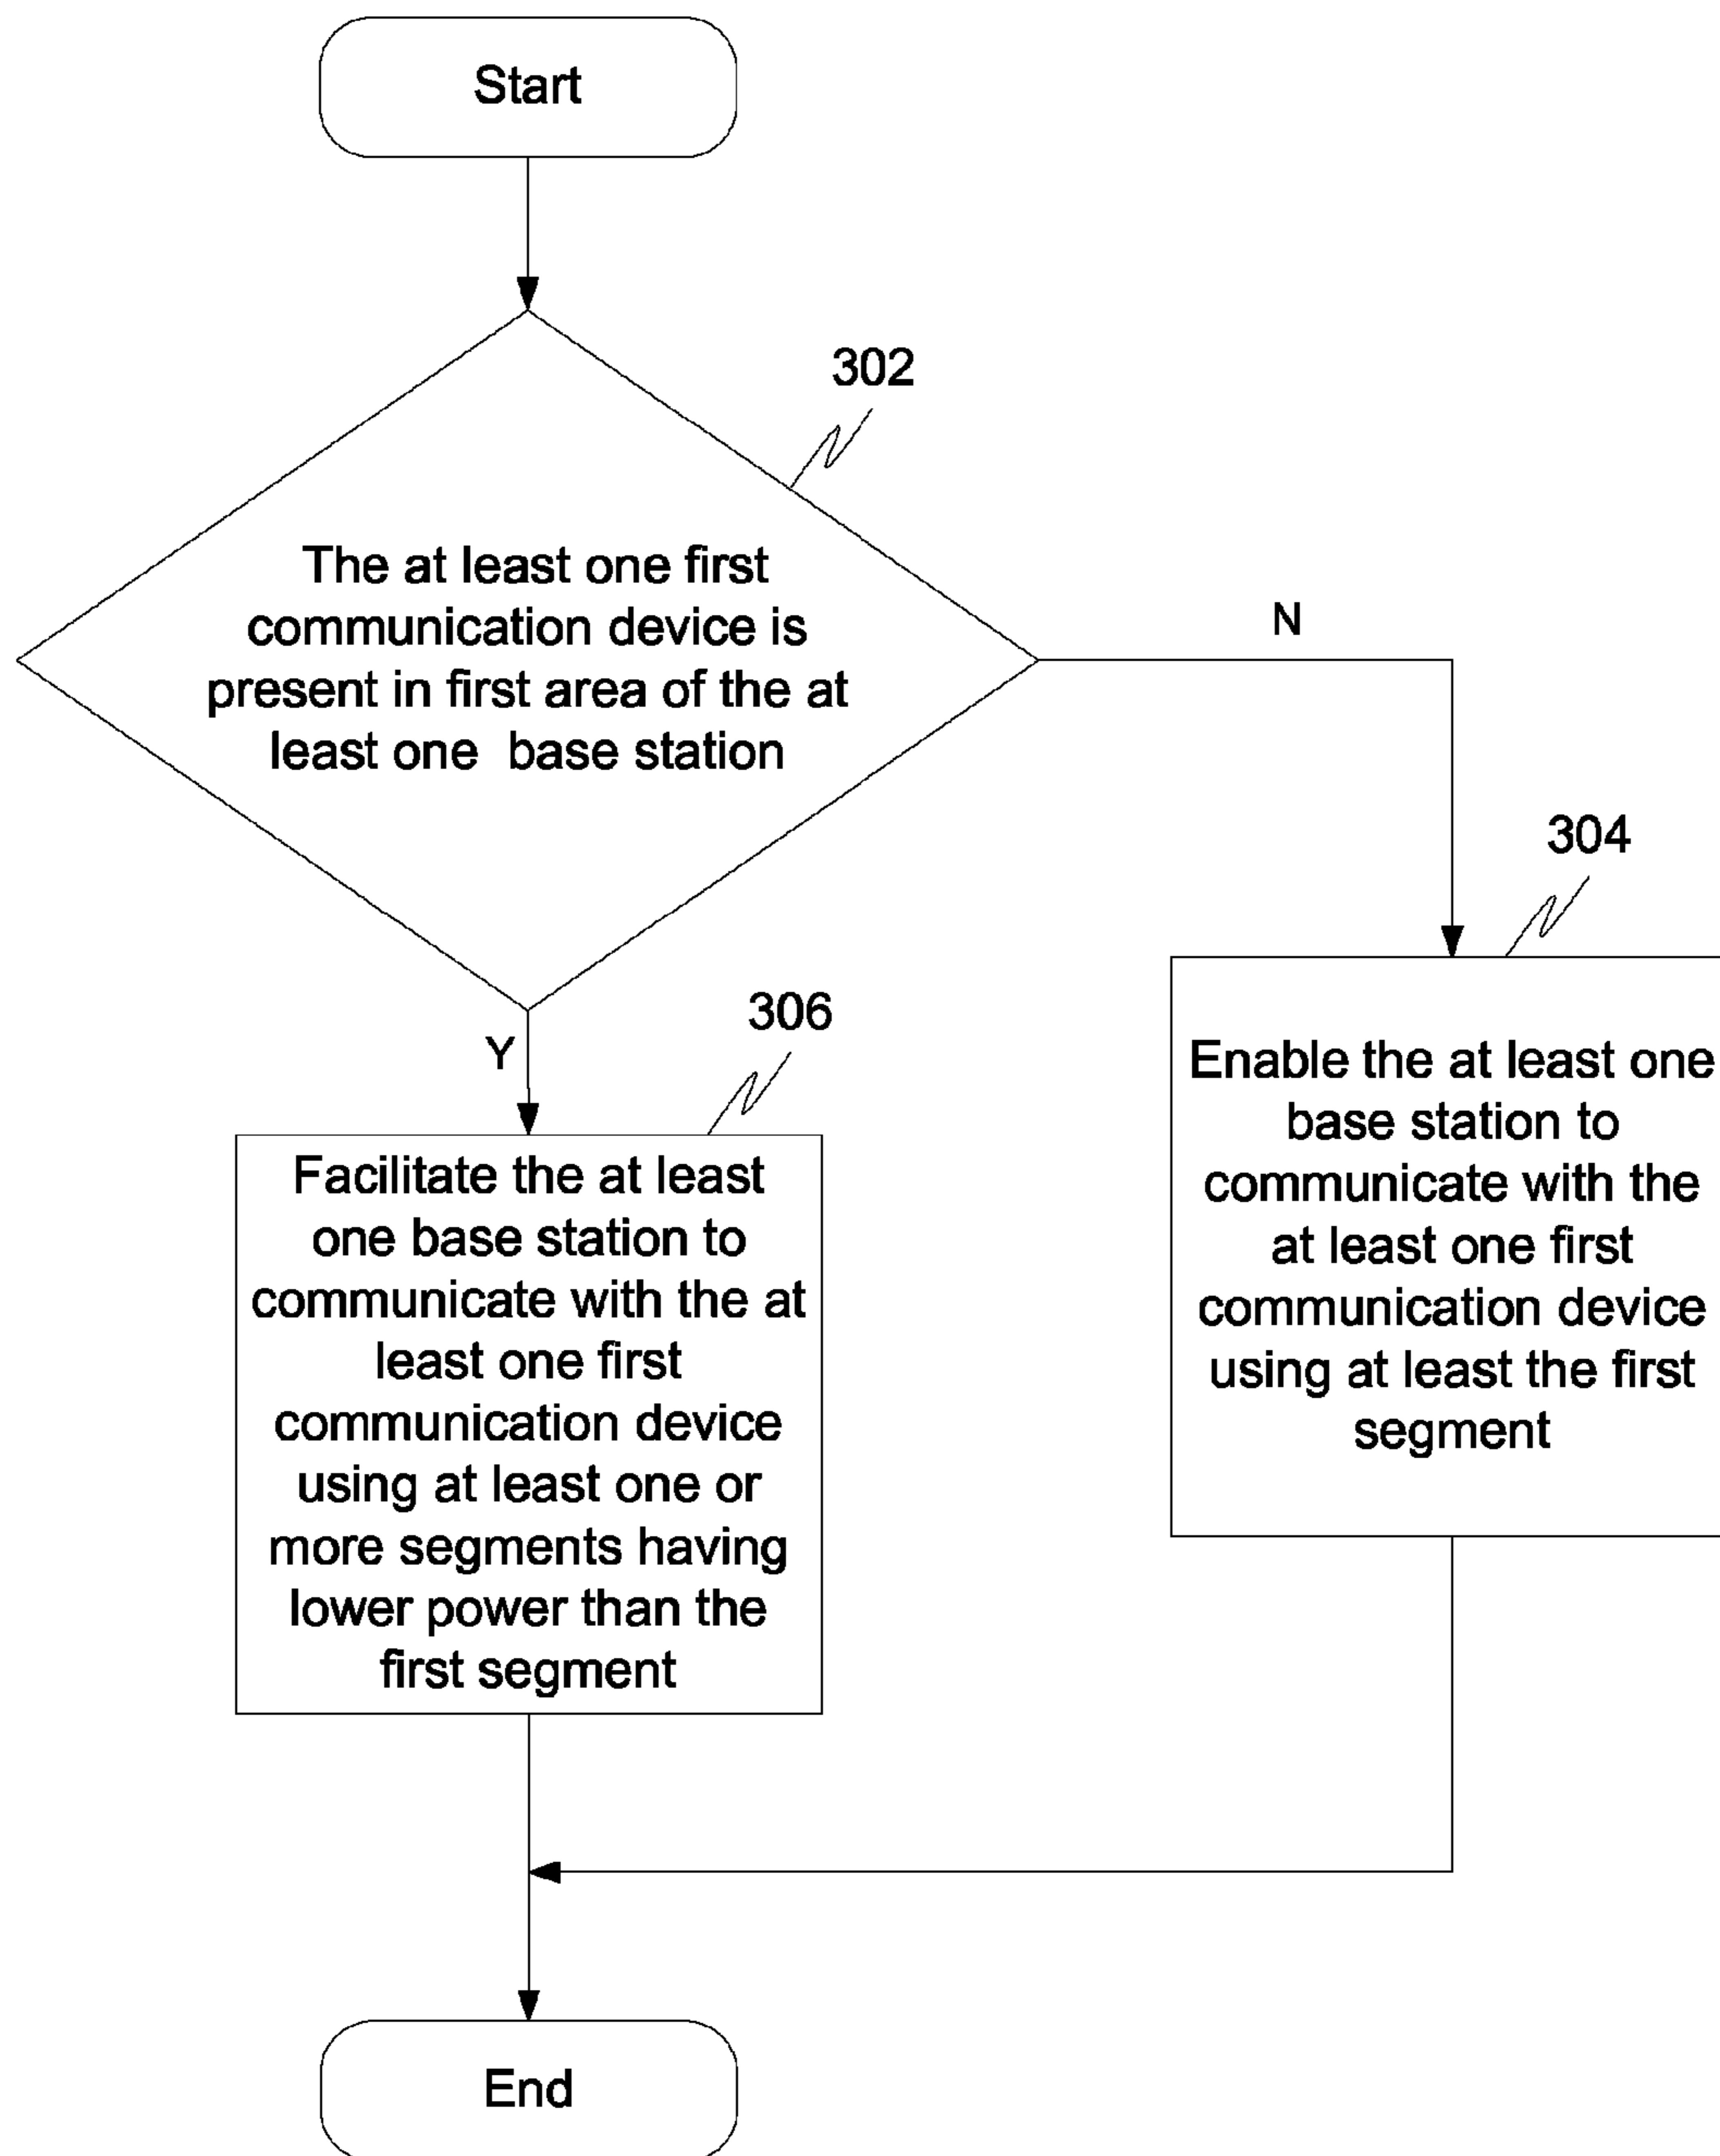 Start
302
The at least one first
communication device is
present in first area of the at
least one base station
N
304
Enable the at least one
base station to
communicate with the
at least one first
communication device
using at least the first
segment
Y
306
Facilitate the at least
one base station to
communicate with the at
least one first
communication device
using at least one or
more segments having
lower power than the
first segment
End